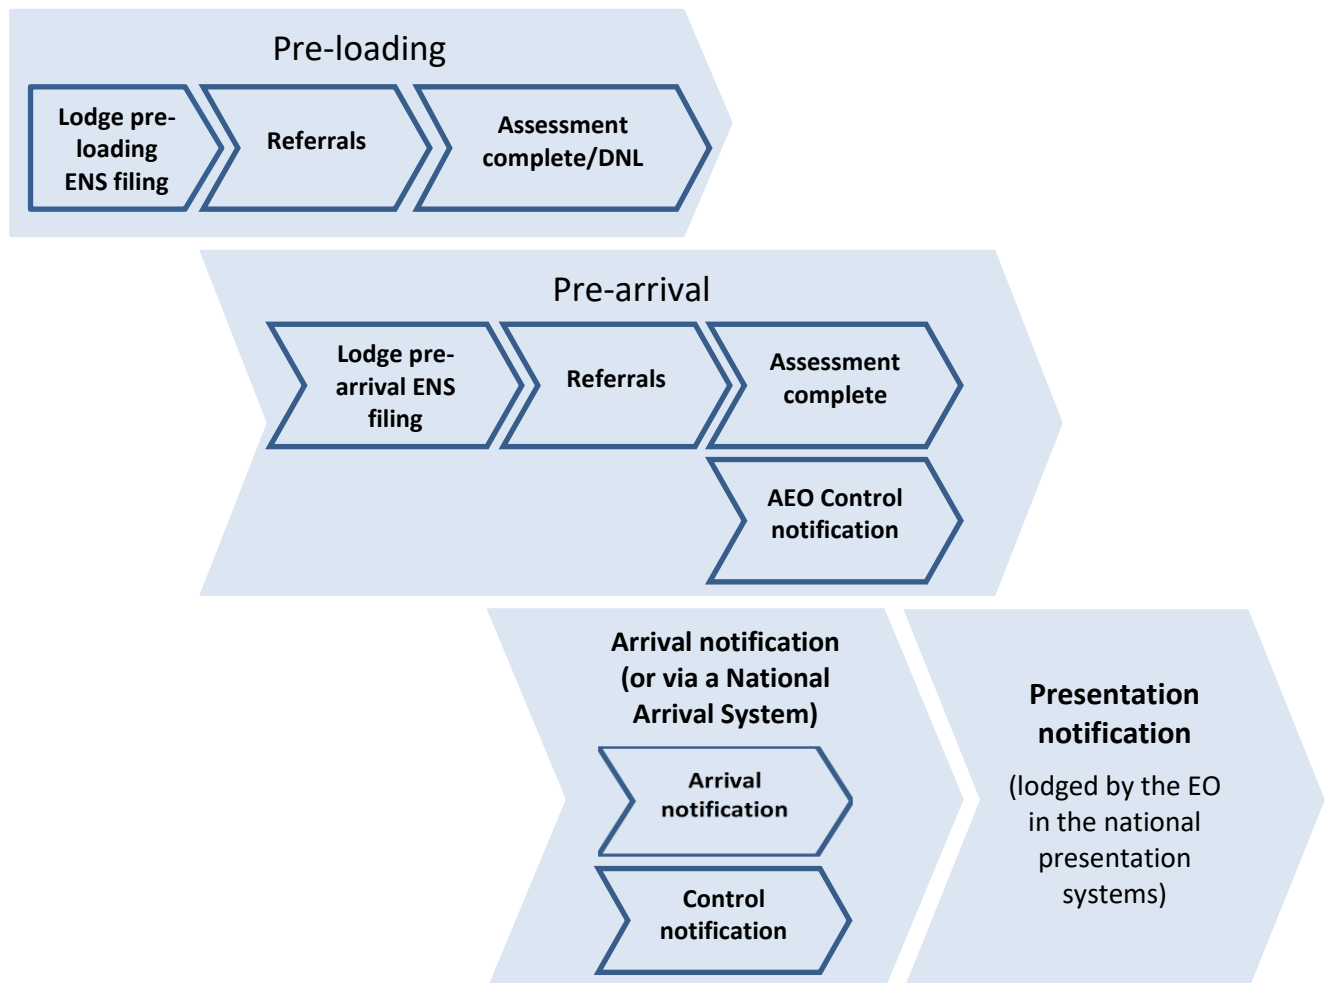 Pre-loading
Lodge pre-
loading
ENS filing
Referrals
Assessment
complete/DNL
Pre-arrival
Lodge pre-
arrival ENS
filing
Referrals
Assessment
complete
AEO Control
notification
Arrival notification
(or via a National
Arrival System)
Arrival
notification
Control
notification
Presentation
notification
(lodged by the EO
in the national
presentation
systems)